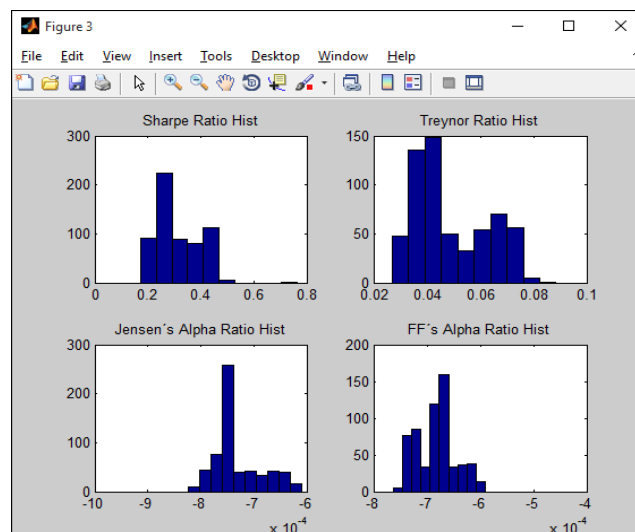 Figure 3
File Edit View Insert Tools Desktop Window Help
Sharpe Ratio Hist
300
200
100
0
0 0.2 0.4 0.6 0.8
Treynor Ratio Hist
150
100
50
0
0.02 0.04 0.06 0.08 0.1
Jensen´s Alpha Ratio Hist
300
200
100
0
-10 -9 -8 -7 -6
x 10⁻⁴
FF´s Alpha Ratio Hist
200
150
100
50
0
-8 -7 -6 -5 -4
x 10⁻⁴